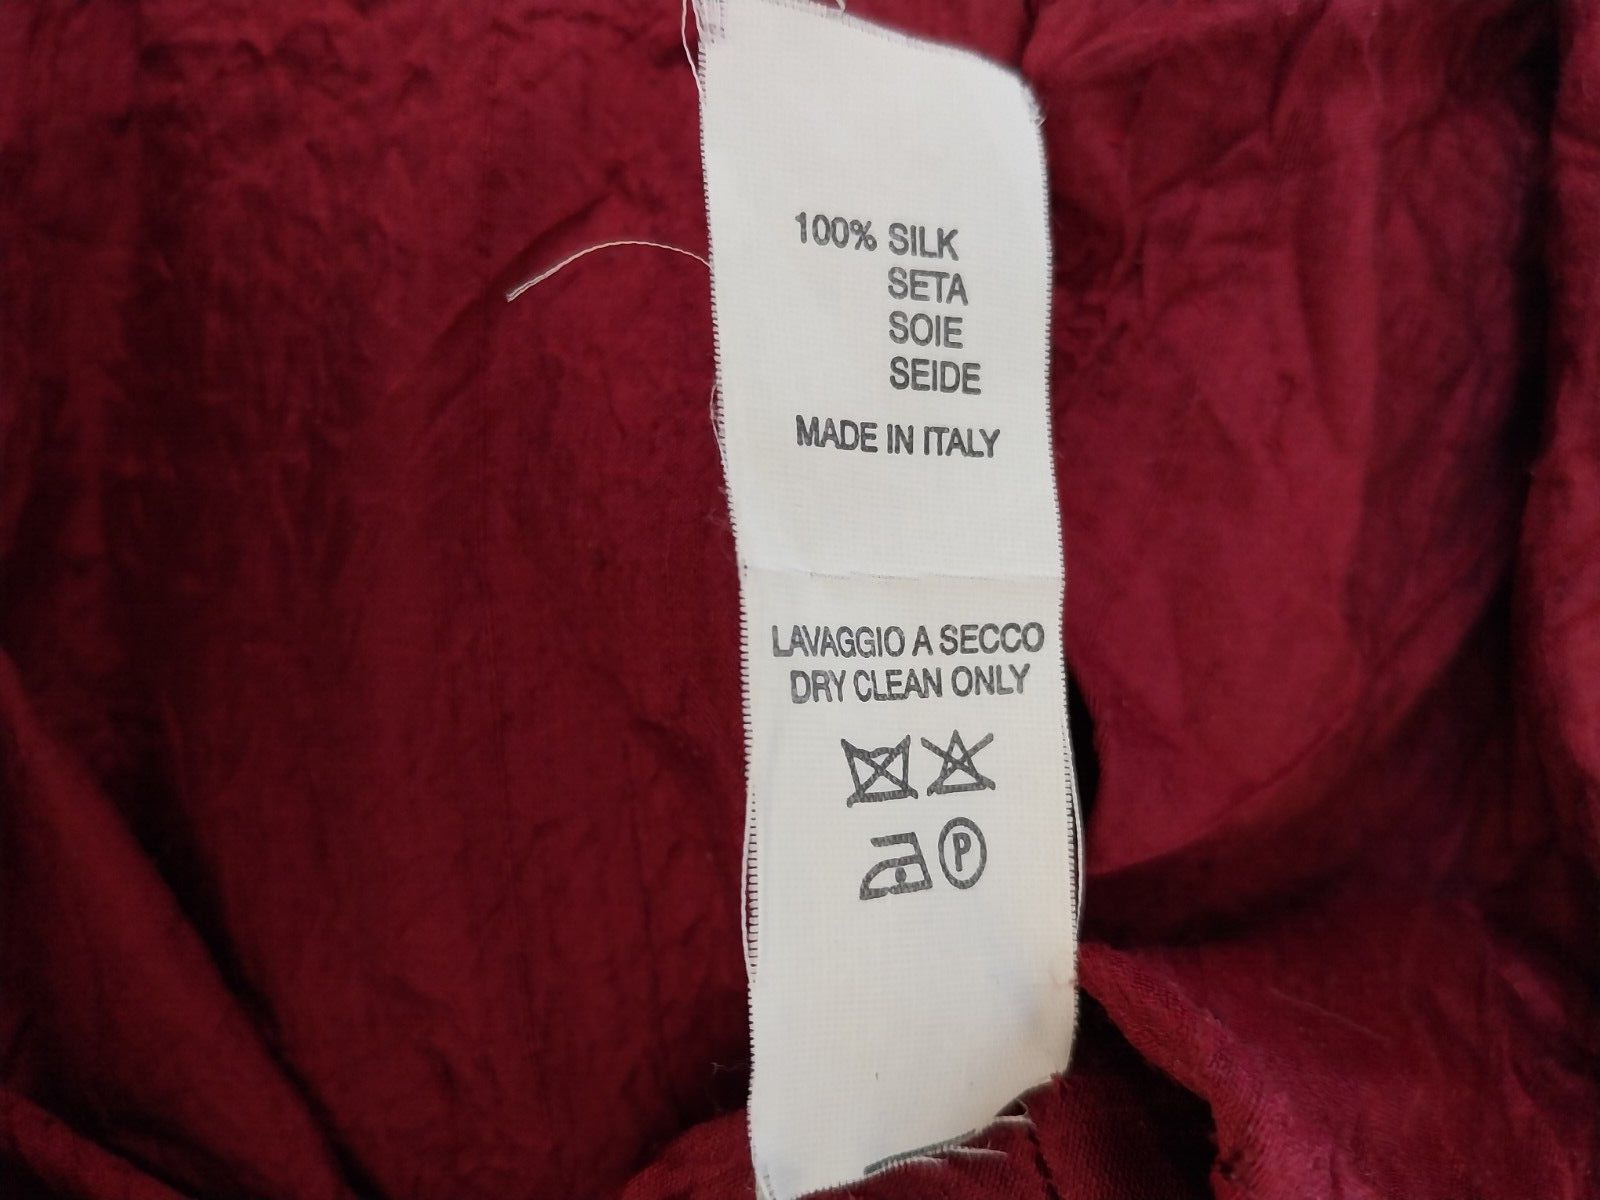 100% SILK
SETA
SOIE
SEIDE
MADE IN ITALY
LAVAGGIO A SECCO
DRY CLEAN ONLY
P